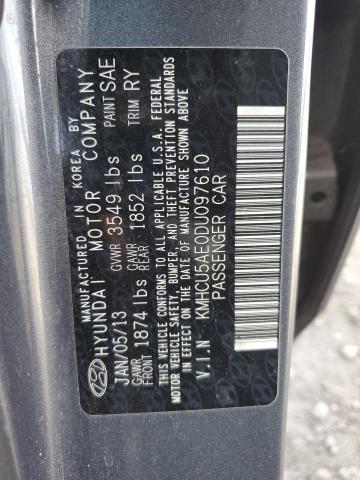 MANUFACTURED IN KOREA BY
HYUNDAI MOTOR COMPANY
JAN/05/13 GVWR 3549 lbs PAINT SAE
GAWR FRONT 1874 lbs GAWR REAR 1852 lbs TRIM RY
THIS VEHICLE CONFORMS TO ALL APPLICABLE U.S.A. FEDERAL
MOTOR VEHICLE SAFETY, BUMPER, AND THEFT PREVENTION STANDARDS
IN EFFECT ON THE DATE OF MANUFACTURE SHOWN ABOVE.
V.I.N KMHCU5AE0DU097610
PASSENGER CAR